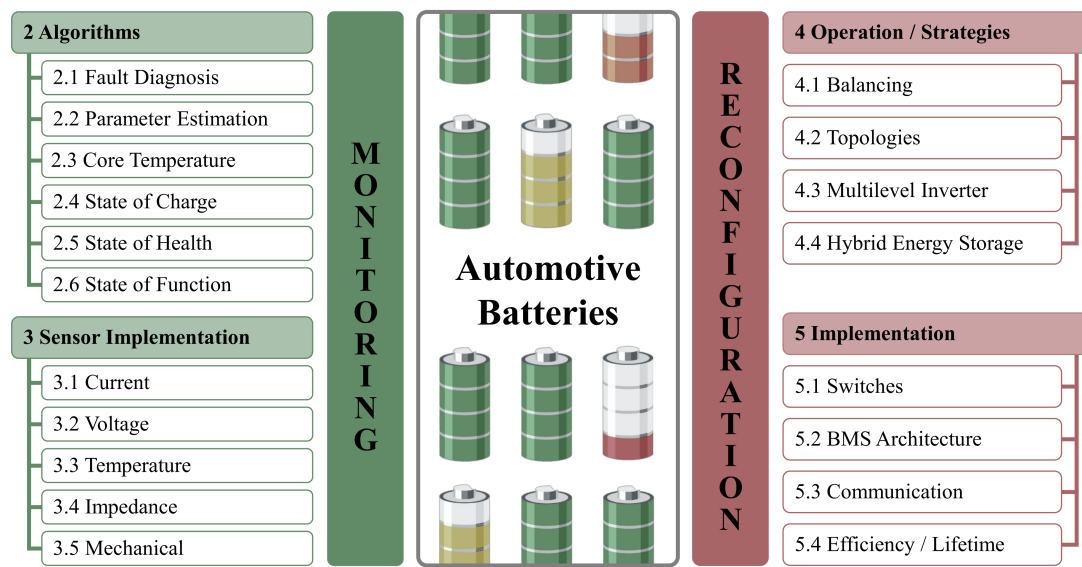 2 Algorithms
2.1 Fault Diagnosis
2.2 Parameter Estimation
2.3 Core Temperature
2.4 State of Charge
2.5 State of Health
2.6 State of Function
3 Sensor Implementation
3.1 Current
3.2 Voltage
3.3 Temperature
3.4 Impedance
3.5 Mechanical
MONITORING
Automotive
Batteries
RECONFIGURATION
4 Operation / Strategies
4.1 Balancing
4.2 Topologies
4.3 Multilevel Inverter
4.4 Hybrid Energy Storage
5 Implementation
5.1 Switches
5.2 BMS Architecture
5.3 Communication
5.4 Efficiency / Lifetime